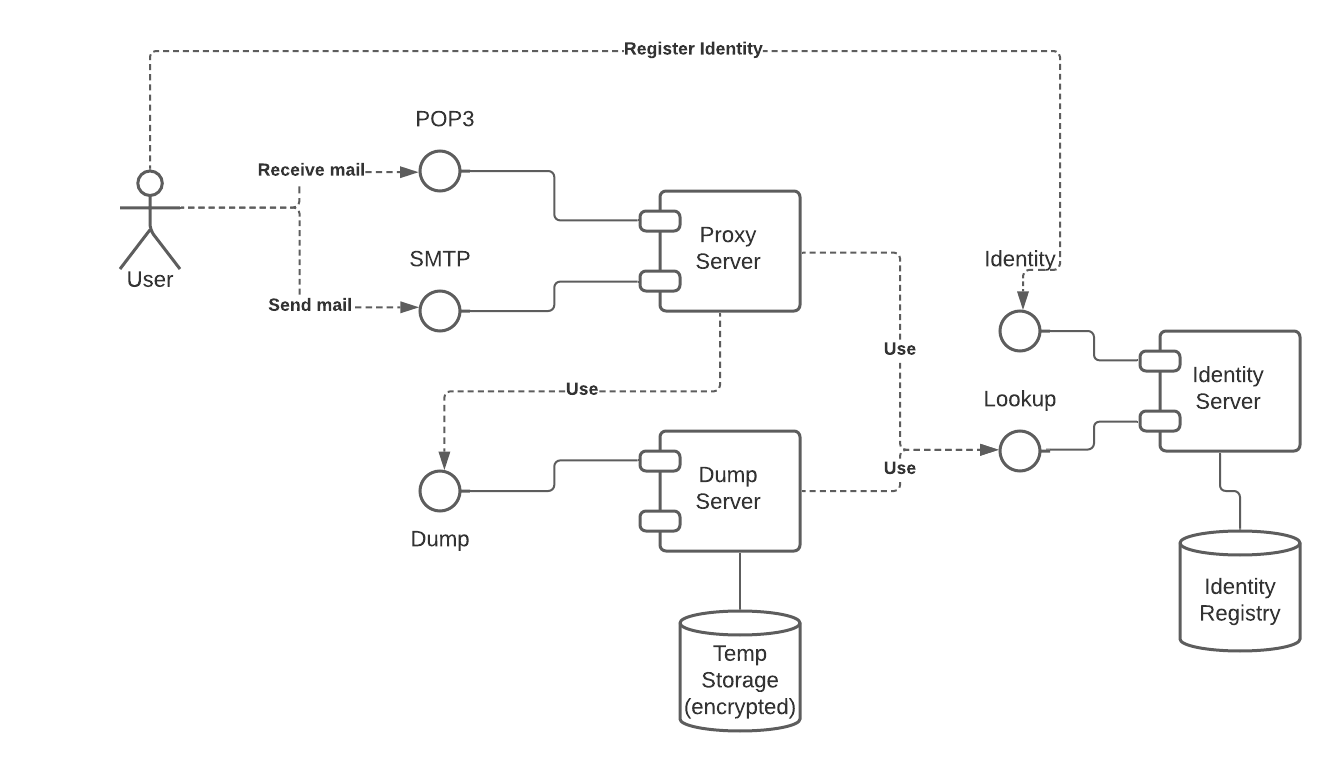 Register Identity
POP3
Receive mail
User
SMTP
Send mail
Proxy
Server
Identity
Use
Use
Lookup
Identity
Server
Use
Dump
Server
Dump
Identity
Registry
Temp
Storage
(encrypted)